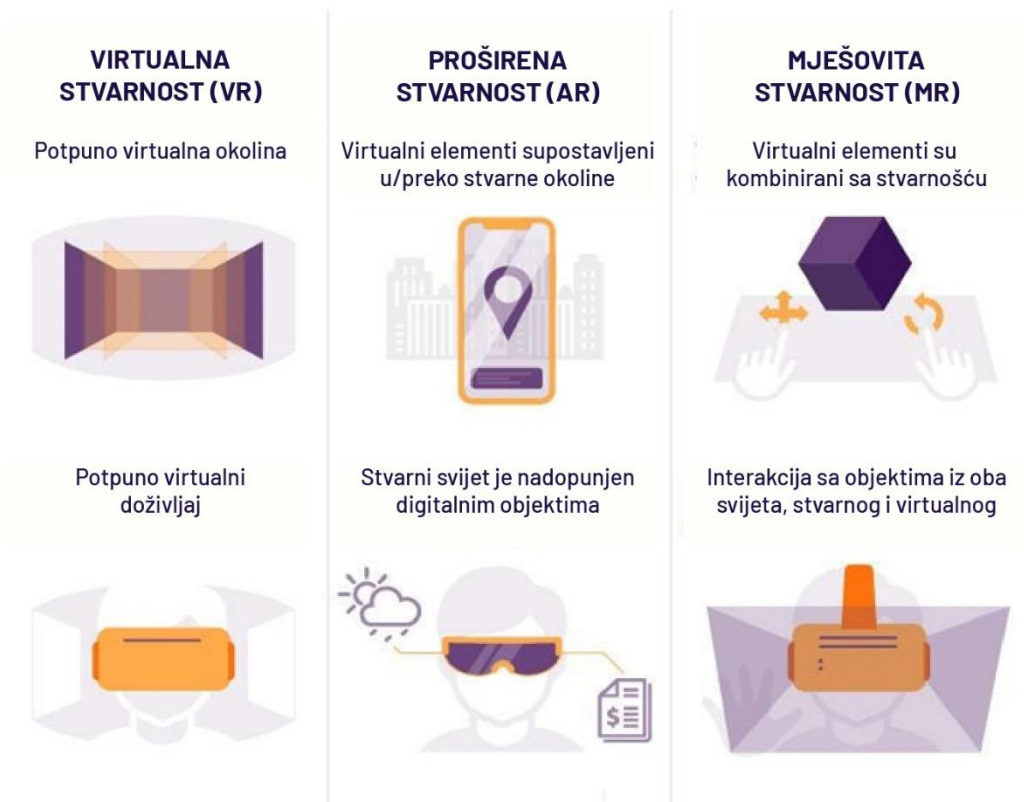 VIRTUALNA
STVARNOST (VR)
Potpuno virtualna okolina
Potpuno virtualni
doživljaj
PROŠIRENA
STVARNOST (AR)
Virtualni elementi supostavljeni
u/preko stvarne okoline
Stvarni svijet je nadopunjen
digitalnim objektima
$
MJEŠOVITA
STVARNOST (MR)
Virtualni elementi su
kombinirani sa stvarnošću
Interakcija sa objektima iz oba
svijeta, stvarnog i virtualnog